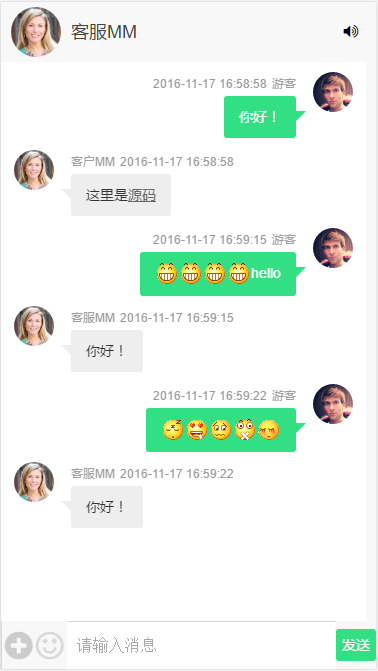 客服MM
2016-11-17 16:58:58 游客
你好！
客户MM 2016-11-17 16:58:58
这里是源码
2016-11-17 16:59:15 游客
hello
客服MM 2016-11-17 16:59:15
你好！
2016-11-17 16:59:22 游客
客服MM 2016-11-17 16:59:22
你好！
请输入消息 发送